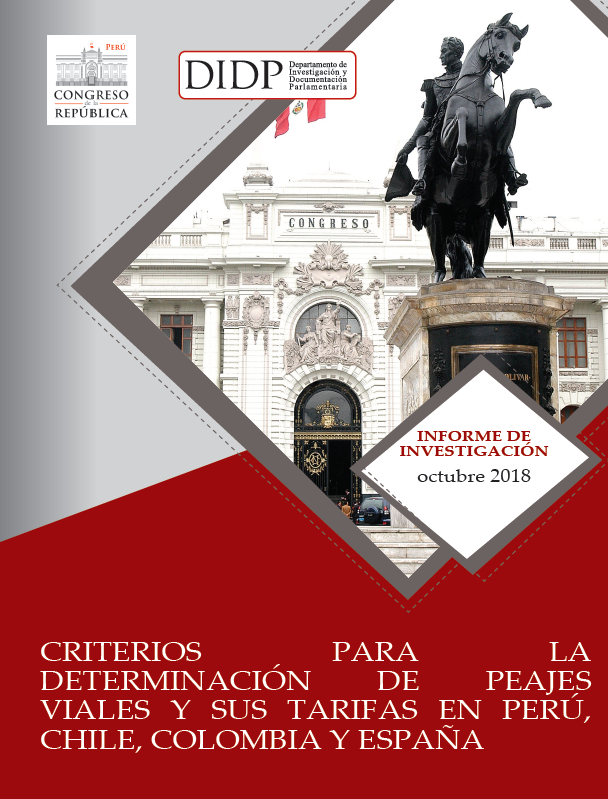 PERÚ
CONGRESO
de la
REPÚBLICA
DIDP
Departamento de
Investigación y
Documentación
Parlamentaria
CONGRESO
BOLIVAR
INFORME DE
INVESTIGACIÓN
octubre 2018
CRITERIOS PARA LA
DETERMINACIÓN DE PEAJES
VIALES Y SUS TARIFAS EN PERÚ,
CHILE, COLOMBIA Y ESPAÑA